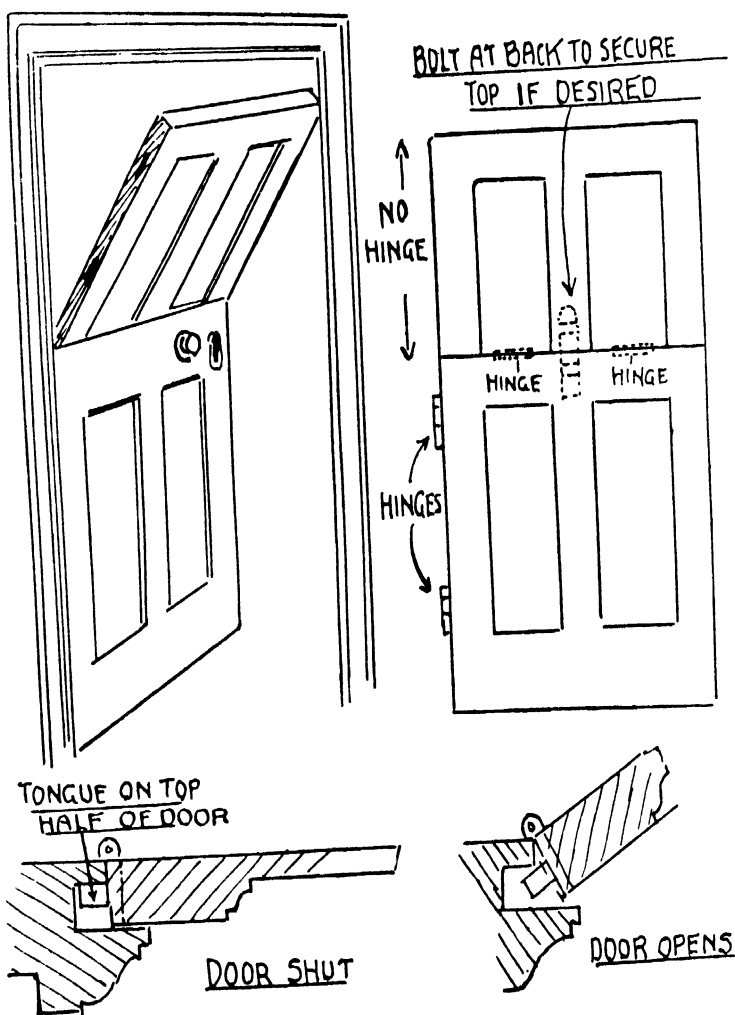 BOLT AT BACK TO SECURE
TOP IF DESIRED
NO
HINGE
HINGE
HINGE
HINGES
TONGUE ON TOP
HALF OF DOOR
DOOR SHUT
DOOR OPENS